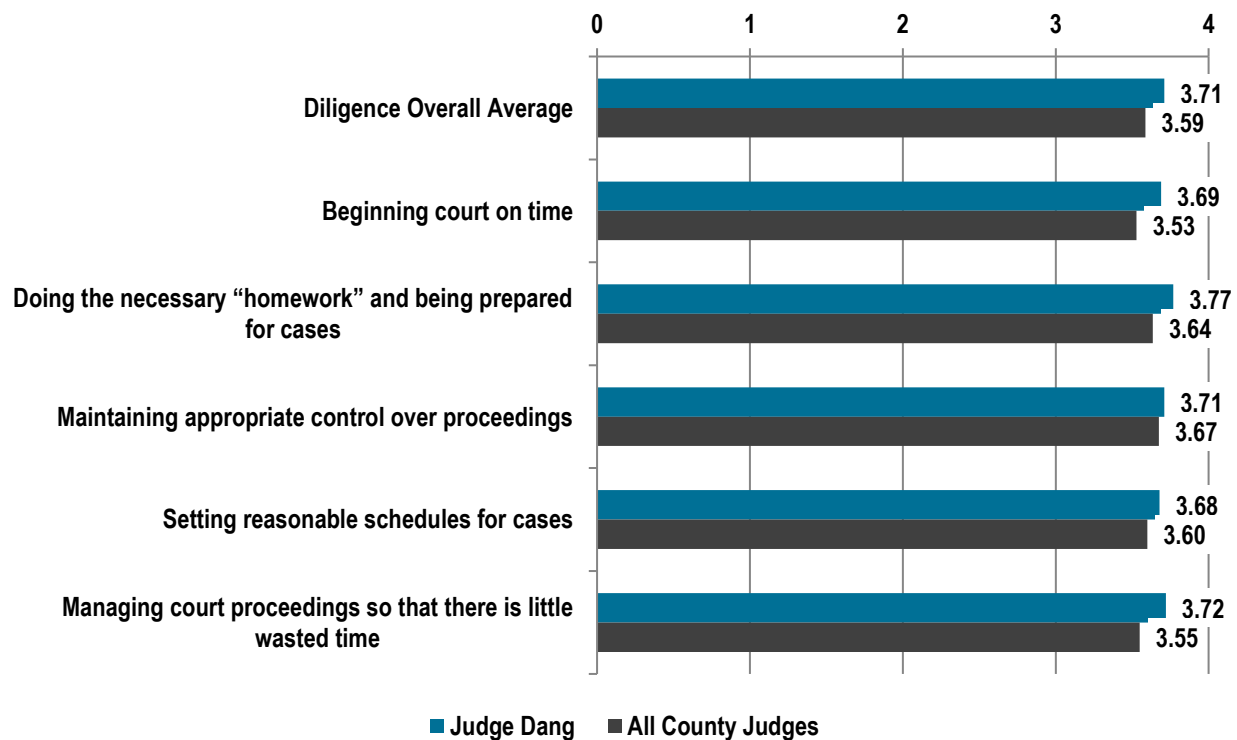 0 1 2 3 4
Diligence Overall Average
3.71
3.59
Beginning court on time
3.69
3.53
Doing the necessary “homework” and being prepared
for cases
3.77
3.64
Maintaining appropriate control over proceedings
3.71
3.67
Setting reasonable schedules for cases
3.68
3.60
Managing court proceedings so that there is little
wasted time
3.72
3.55
Judge Dang All County Judges